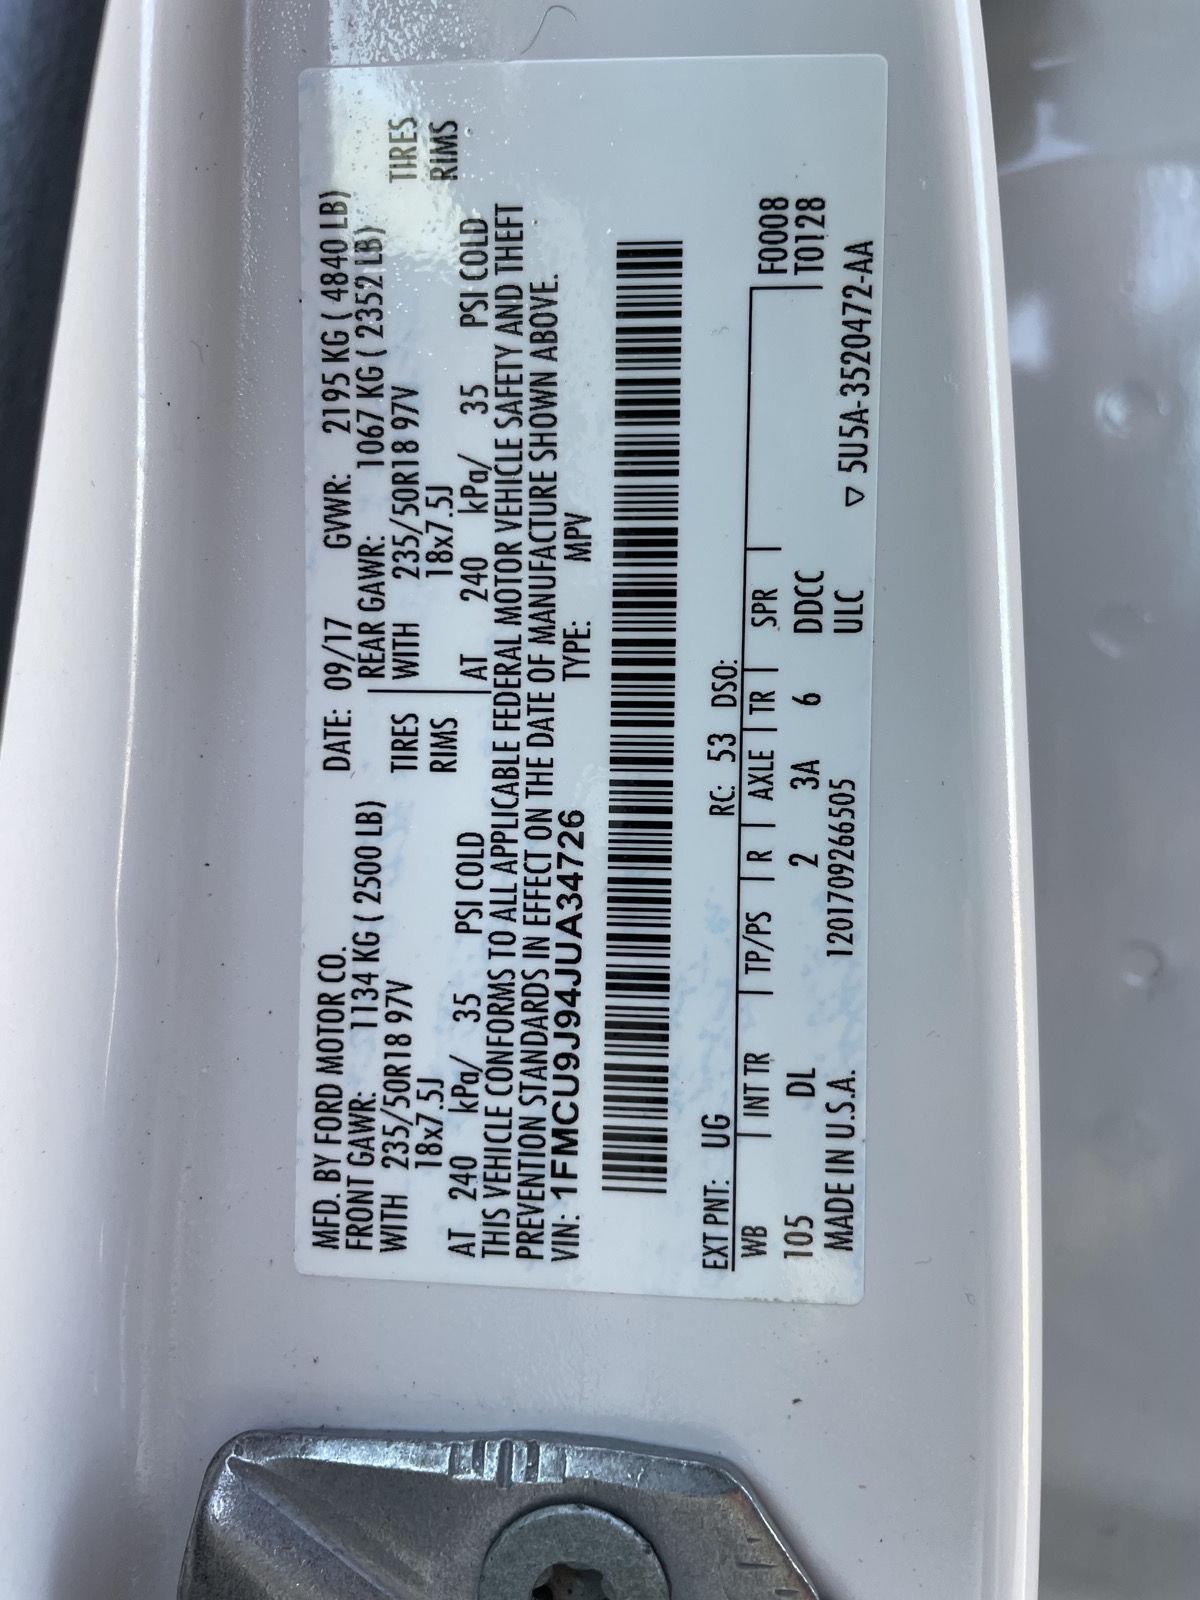 MFD. BY FORD MOTOR CO. DATE: 09/17 GVWR: 2195 KG ( 4840 LB)
FRONT GAWR: 1134 KG ( 2500 LB) REAR GAWR: 1067 KG ( 2352 LB)
WITH 235/50R18 97V TIRES WITH 235/50R18 97V TIRES
18x7.5J RIMS 18x7.5J RIMS
AT 240 kPa/ 35 PSI COLD AT 240 kPa/ 35 PSI COLD
THIS VEHICLE CONFORMS TO ALL APPLICABLE FEDERAL MOTOR VEHICLE SAFETY AND THEFT
PREVENTION STANDARDS IN EFFECT ON THE DATE OF MANUFACTURE SHOWN ABOVE.
VIN: 1FMCU9J94JUA34726 TYPE: MPV
EXT PNT: UG RC: 53 DSO:
WB INT TR TP/PS R AXLE TR SPR F0008
105 DL 2 3A 6 DDCC T0128
MADE IN U.S.A. 120170926​6505 ULC ▽ 5U5A-3520472-AA